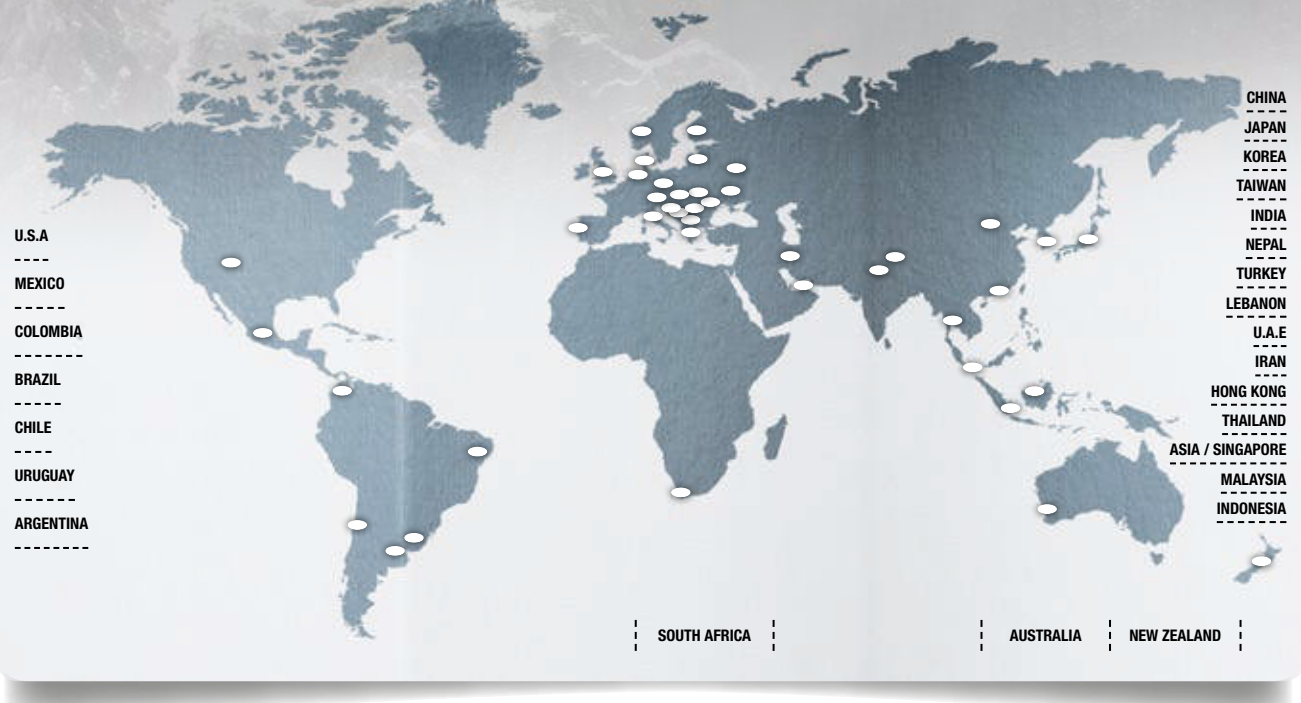 U.S.A
MEXICO
COLOMBIA
BRAZIL
CHILE
URUGUAY
ARGENTINA
CHINA
JAPAN
KOREA
TAIWAN
INDIA
NEPAL
TURKEY
LEBANON
U.A.E
IRAN
HONG KONG
THAILAND
ASIA / SINGAPORE
MALAYSIA
INDONESIA
SOUTH AFRICA
AUSTRALIA
NEW ZEALAND